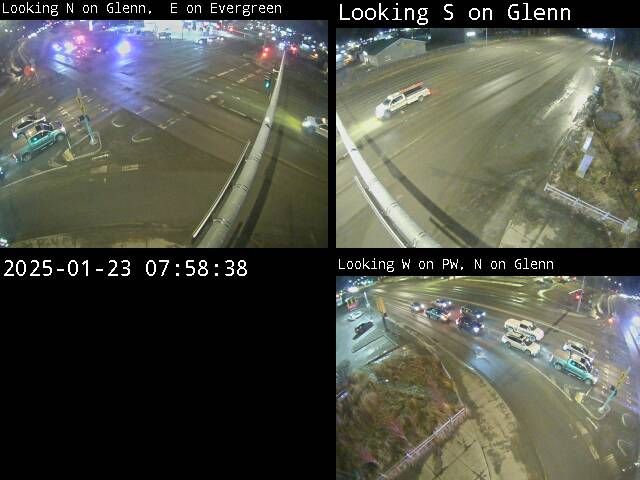 Looking N on Glenn,  E on Evergreen
Looking S on Glenn
2025-01-23 07:58:38
Looking W on PW, N on Glenn